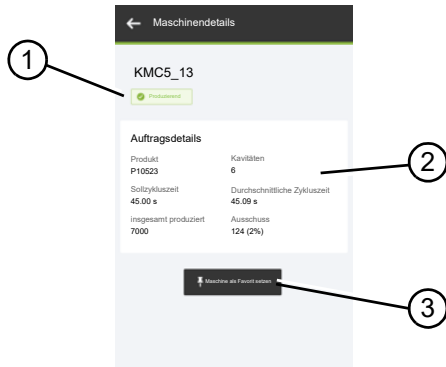 Maschinendetails
KMC5_13
1
Produzierend
Auftragsdetails
Produkt
Kavitäten
P10523
6
2
Sollzykluszeit
Durchschnittliche Zykluszeit
45.00 s
45.09 s
insgesamt produziert
Ausschuss
7000
124 (2%)
Maschine als Favorit setzen
3